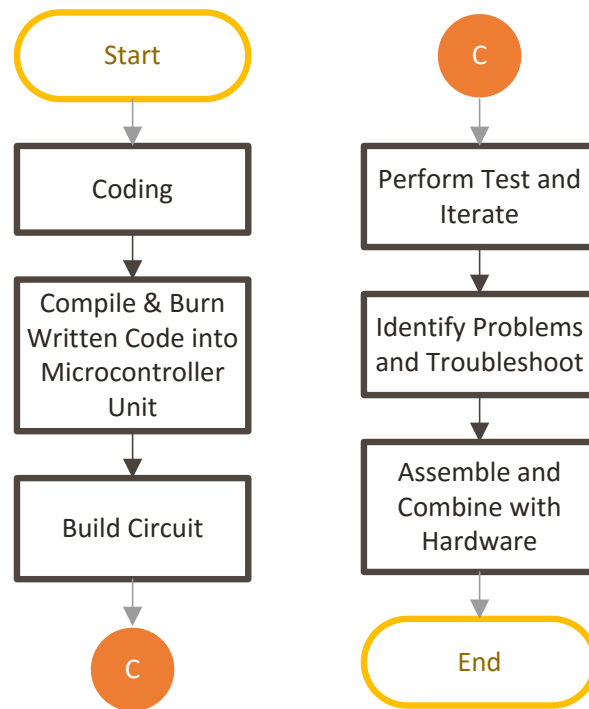 Start
Coding
Compile & Burn
Written Code into
Microcontroller
Unit
Build Circuit
C
C
Perform Test and
Iterate
Identify Problems
and Troubleshoot
Assemble and
Combine with
Hardware
End